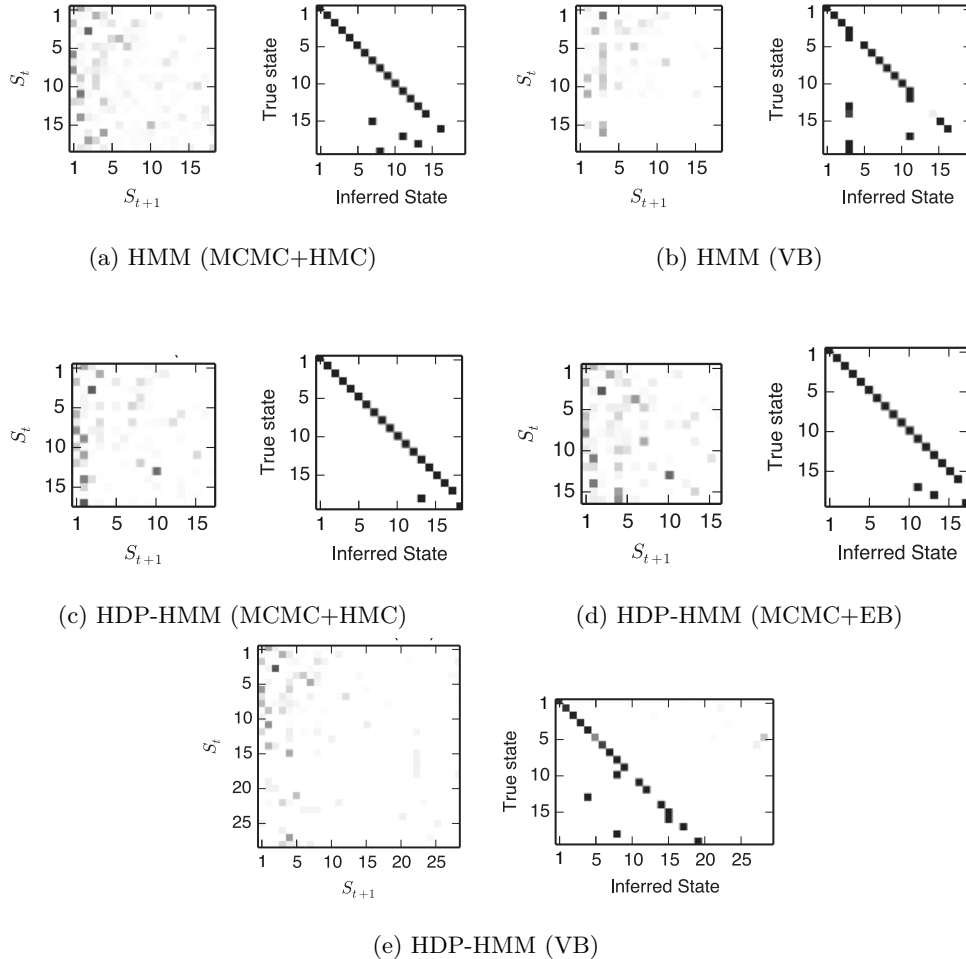 1 5 10 15
S_t
1 5 10 15
S_{t+1}
1 5 10 15
True state
1 5 10 15
Inferred State
(a) HMM (MCMC+HMC)
1 5 10 15
S_t
1 5 10 15
S_{t+1}
1 5 10 15
True state
1 5 10 15
Inferred State
(b) HMM (VB)
1 5 10 15
S_t
1 5 10 15
S_{t+1}
1 5 10 15
True state
1 5 10 15
Inferred State
(c) HDP-HMM (MCMC+HMC)
1 5 10 15
S_t
1 5 10 15
S_{t+1}
1 5 10 15
True state
1 5 10 15
Inferred State
(d) HDP-HMM (MCMC+EB)
1 5 10 15 20 25
S_t
1 5 10 15 20 25
S_{t+1}
1 5 10 15
True state
1 5 10 15 20 25
Inferred State
(e) HDP-HMM (VB)